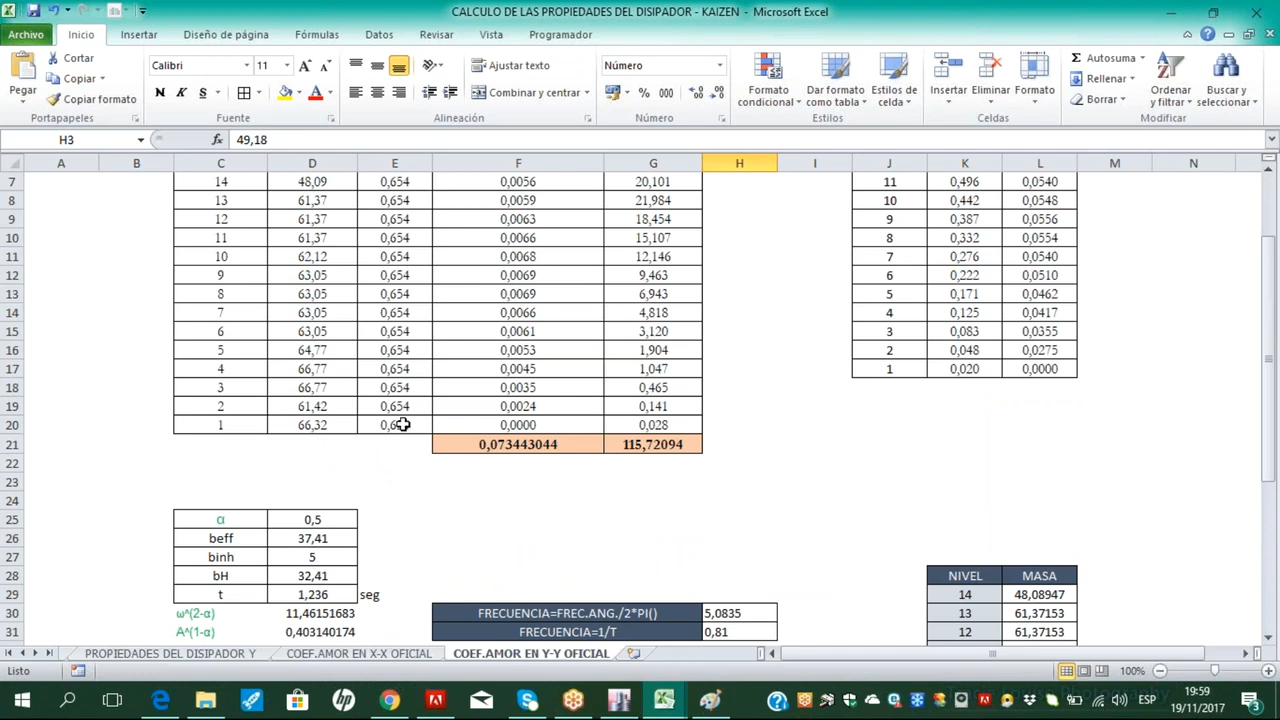 CALCULO DE LAS PROPIEDADES DEL DISIPADOR - KAIZEN - Microsoft Excel
Archivo Inicio Insertar Diseño de página Fórmulas Datos Revisar Vista Programador
Pegar Cortar Copiar Copiar formato
Calibri 11
N K S
Ajustar texto
Combinar y centrar
Número
% 000
Formato condicional
Dar formato como tabla
Estilos de celda
Insertar Eliminar Formato
Autosuma
Rellenar
Borrar
Ordenar y filtrar
Buscar y seleccionar
Portapapeles Fuente Alineación Número Estilos Celdas Modificar
H3 fx 49,18
A B C D E F G H I J K L M N
7 14 48,09 0,654 0,0056 20,101 11 0,496 0,0540
8 13 61,37 0,654 0,0059 21,984 10 0,442 0,0548
9 12 61,37 0,654 0,0063 18,454 9 0,387 0,0556
10 11 61,37 0,654 0,0066 15,107 8 0,332 0,0554
11 10 62,12 0,654 0,0068 12,146 7 0,276 0,0540
12 9 63,05 0,654 0,0069 9,463 6 0,222 0,0510
13 8 63,05 0,654 0,0069 6,943 5 0,171 0,0462
14 7 63,05 0,654 0,0066 4,818 4 0,125 0,0417
15 6 63,05 0,654 0,0061 3,120 3 0,083 0,0355
16 5 64,77 0,654 0,0053 1,904 2 0,048 0,0275
17 4 66,77 0,654 0,0045 1,047 1 0,020 0,0000
18 3 66,77 0,654 0,0035 0,465
19 2 61,42 0,654 0,0024 0,141
20 1 66,32 0,0000 0,028
21 0,073443044 115,72094
22
23
24
25 α 0,5
26 beff 37,41
27 binh 5
28 bH 32,41 NIVEL MASA
29 t 1,236 seg 14 48,08947
30 ω^(2-α) 11,46151683 FRECUENCIA=FREC.ANG./2*PI() 5,0835 13 61,37153
31 A^(1-α) 0,403140174 FRECUENCIA=1/T 0,81 12 61,37153
PROPIEDADES DEL DISIPADOR Y COEF.AMOR EN X-X OFICIAL COEF.AMOR EN Y-Y OFICIAL
Listo 100%
ESP 19:59
19/11/2017